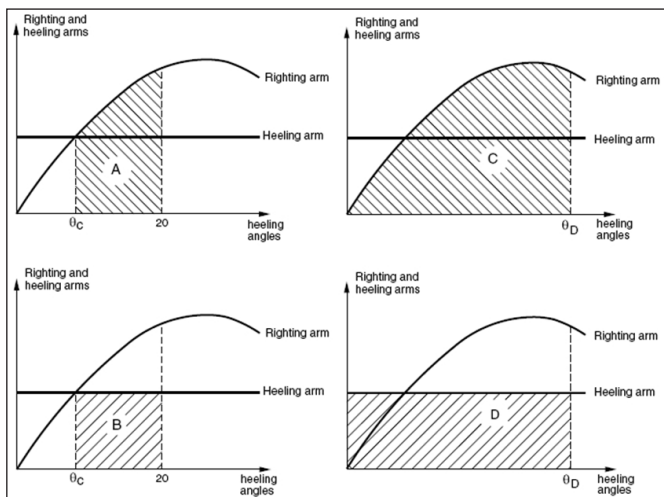 Righting and
heeling arms
Righting arm
Heeling arm
A
θC
20
heeling
angles
Righting and
heeling arms
Righting arm
Heeling arm
C
θD
heeling
angles
Righting and
heeling arms
Righting arm
Heeling arm
B
θC
20
heeling
angles
Righting and
heeling arms
Righting arm
Heeling arm
D
θD
heeling
angles